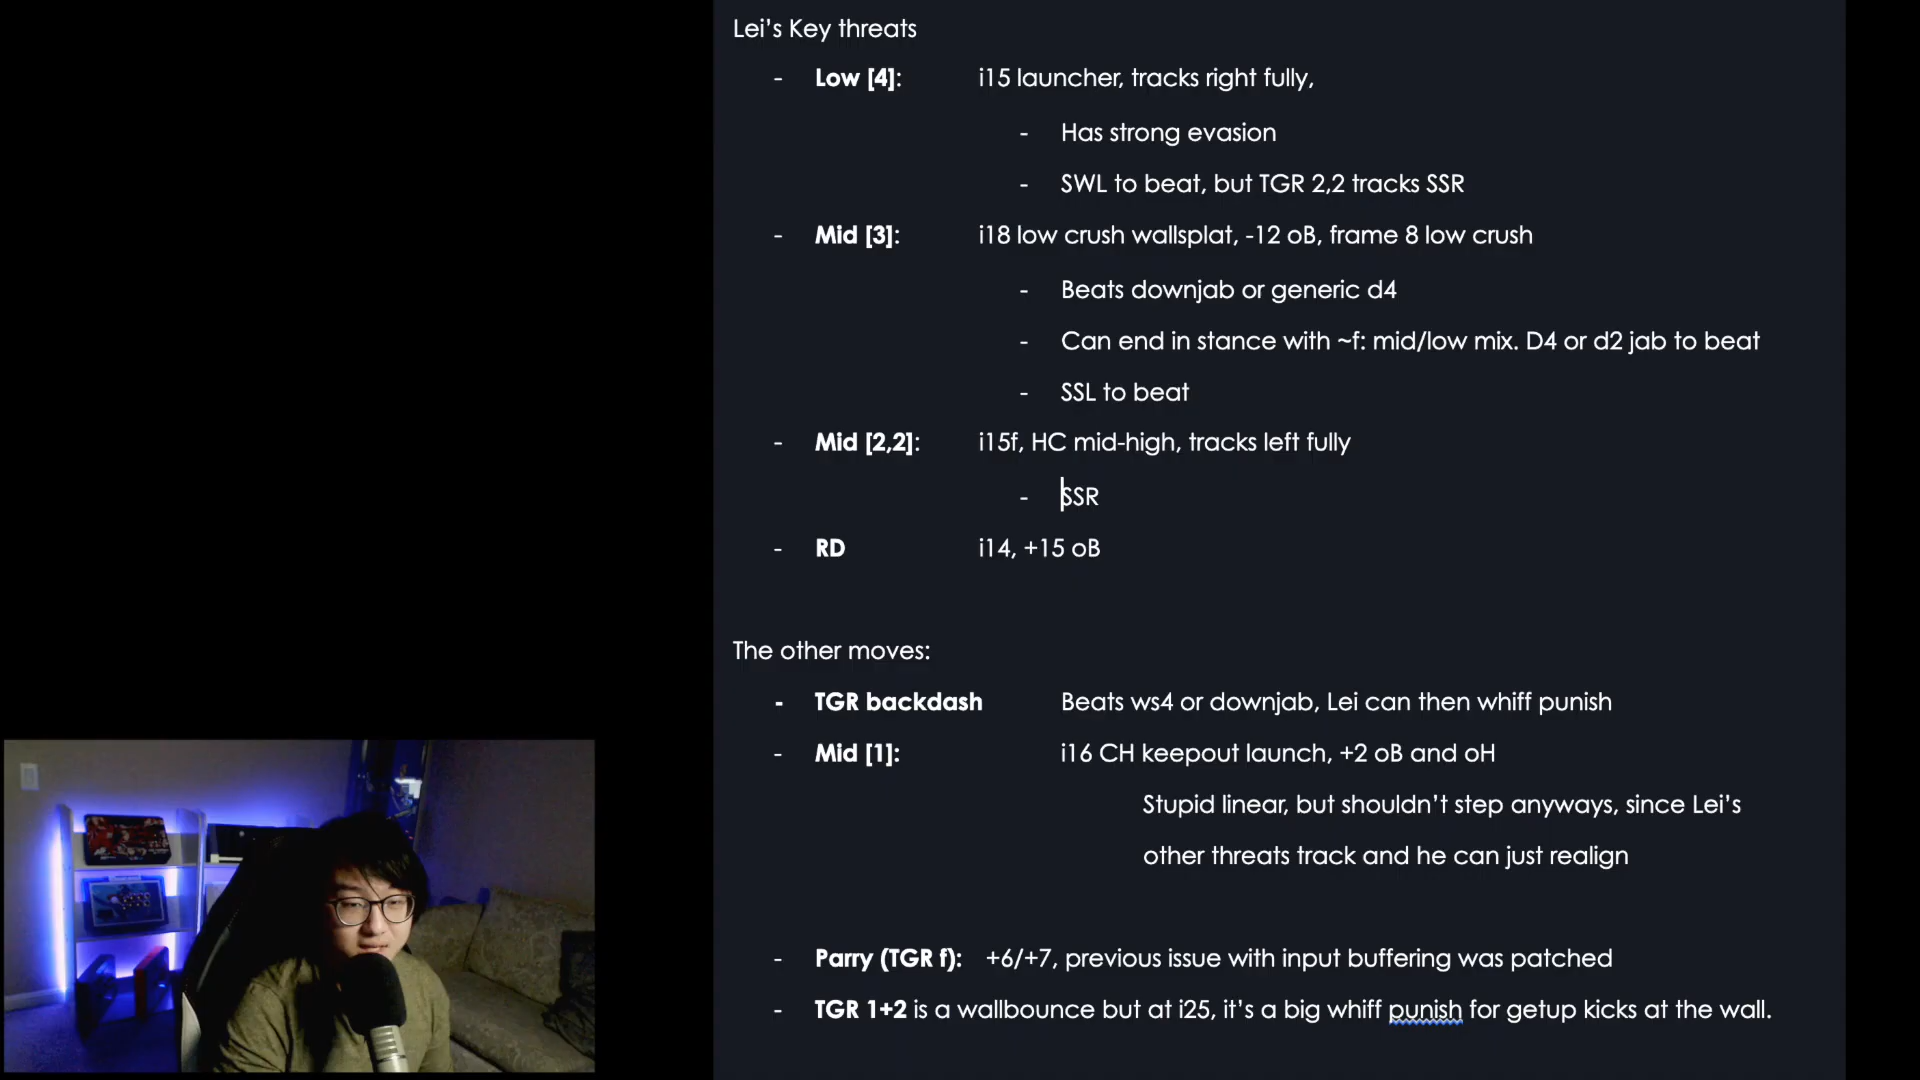 Lei's Key threats
- Low [4]: i15 launcher, tracks right fully,
- Has strong evasion
- SWL to beat, but TGR 2,2 tracks SSR
- Mid [3]: i18 low crush wallsplat, -12 oB, frame 8 low crush
- Beats downjab or generic d4
- Can end in stance with ~f: mid/low mix. D4 or d2 jab to beat
- SSL to beat
- Mid [2,2]: i15f, HC mid-high, tracks left fully
- SSR
- RD i14, +15 oB
The other moves:
- TGR backdash Beats ws4 or downjab, Lei can then whiff punish
- Mid [1]: i16 CH keepout launch, +2 oB and oH
Stupid linear, but shouldn't step anyways, since Lei's
other threats track and he can just realign
- Parry (TGR f): +6/+7, previous issue with input buffering was patched
- TGR 1+2 is a wallbounce but at i25, it's a big whiff punish for getup kicks at the wall.